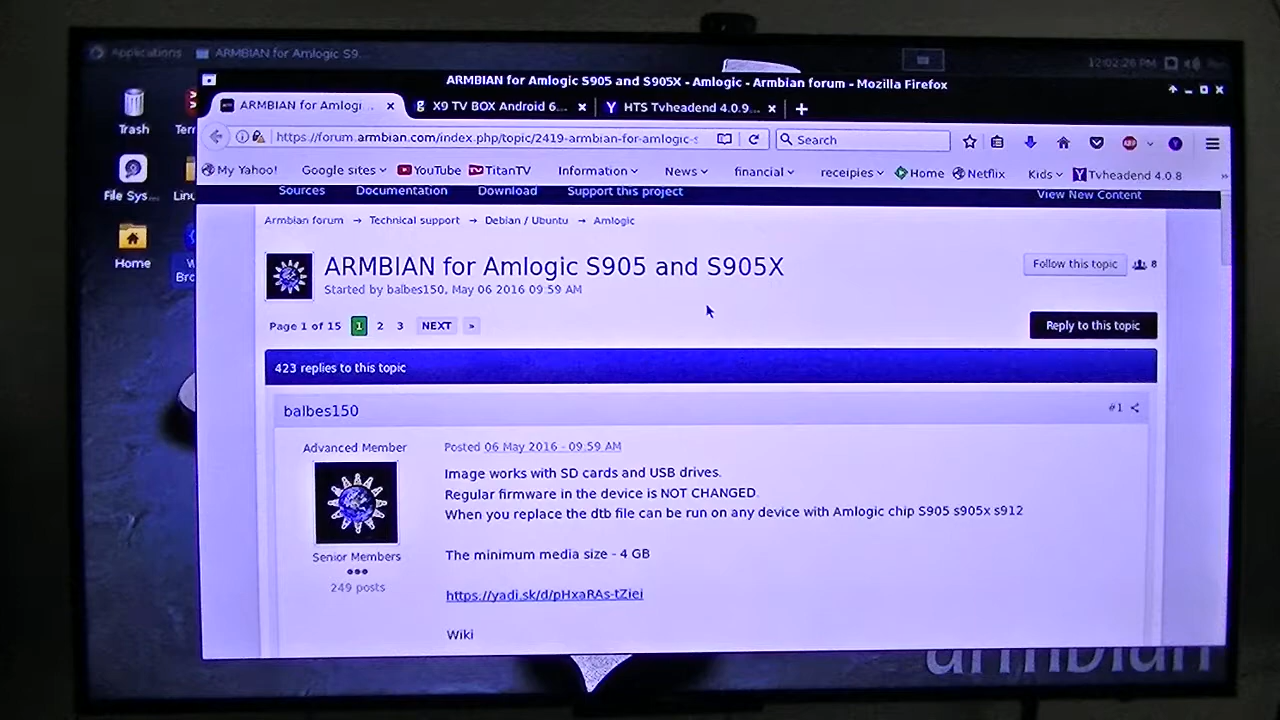 Applications ARMBIAN for Amlogic S9...
12:02:26 PM
ARMBIAN for Amlogic S905 and S905X - Amlogic - Armbian forum - Mozilla Firefox
ARMBIAN for Amlogi... X9 TV BOX Android 6... HTS Tvheadend 4.0.9...
https://forum.armbian.com/index.php/topic/2419-armbian-for-amlogic-s Search
My Yahoo! Google sites YouTube TitanTV Information News financial receipies Home Netflix Kids Tvheadend 4.0.8
Sources Documentation Download Support this project View New Content
Trash
File Sys...
Home
Armbian forum → Technical support → Debian / Ubuntu → Amlogic
ARMBIAN for Amlogic S905 and S905X
Started by balbes150, May 06 2016 09:59 AM
Follow this topic 8
Page 1 of 15 1 2 3 NEXT »
Reply to this topic
423 replies to this topic
balbes150 #1
Advanced Member
Senior Members
249 posts
Posted 06 May 2016 - 09:59 AM
Image works with SD cards and USB drives.
Regular firmware in the device is NOT CHANGED.
When you replace the dtb file can be run on any device with Amlogic chip S905 s905x s912
The minimum media size - 4 GB
https://yadi.sk/d/pHxaRAs-tZiei
Wiki
armbian